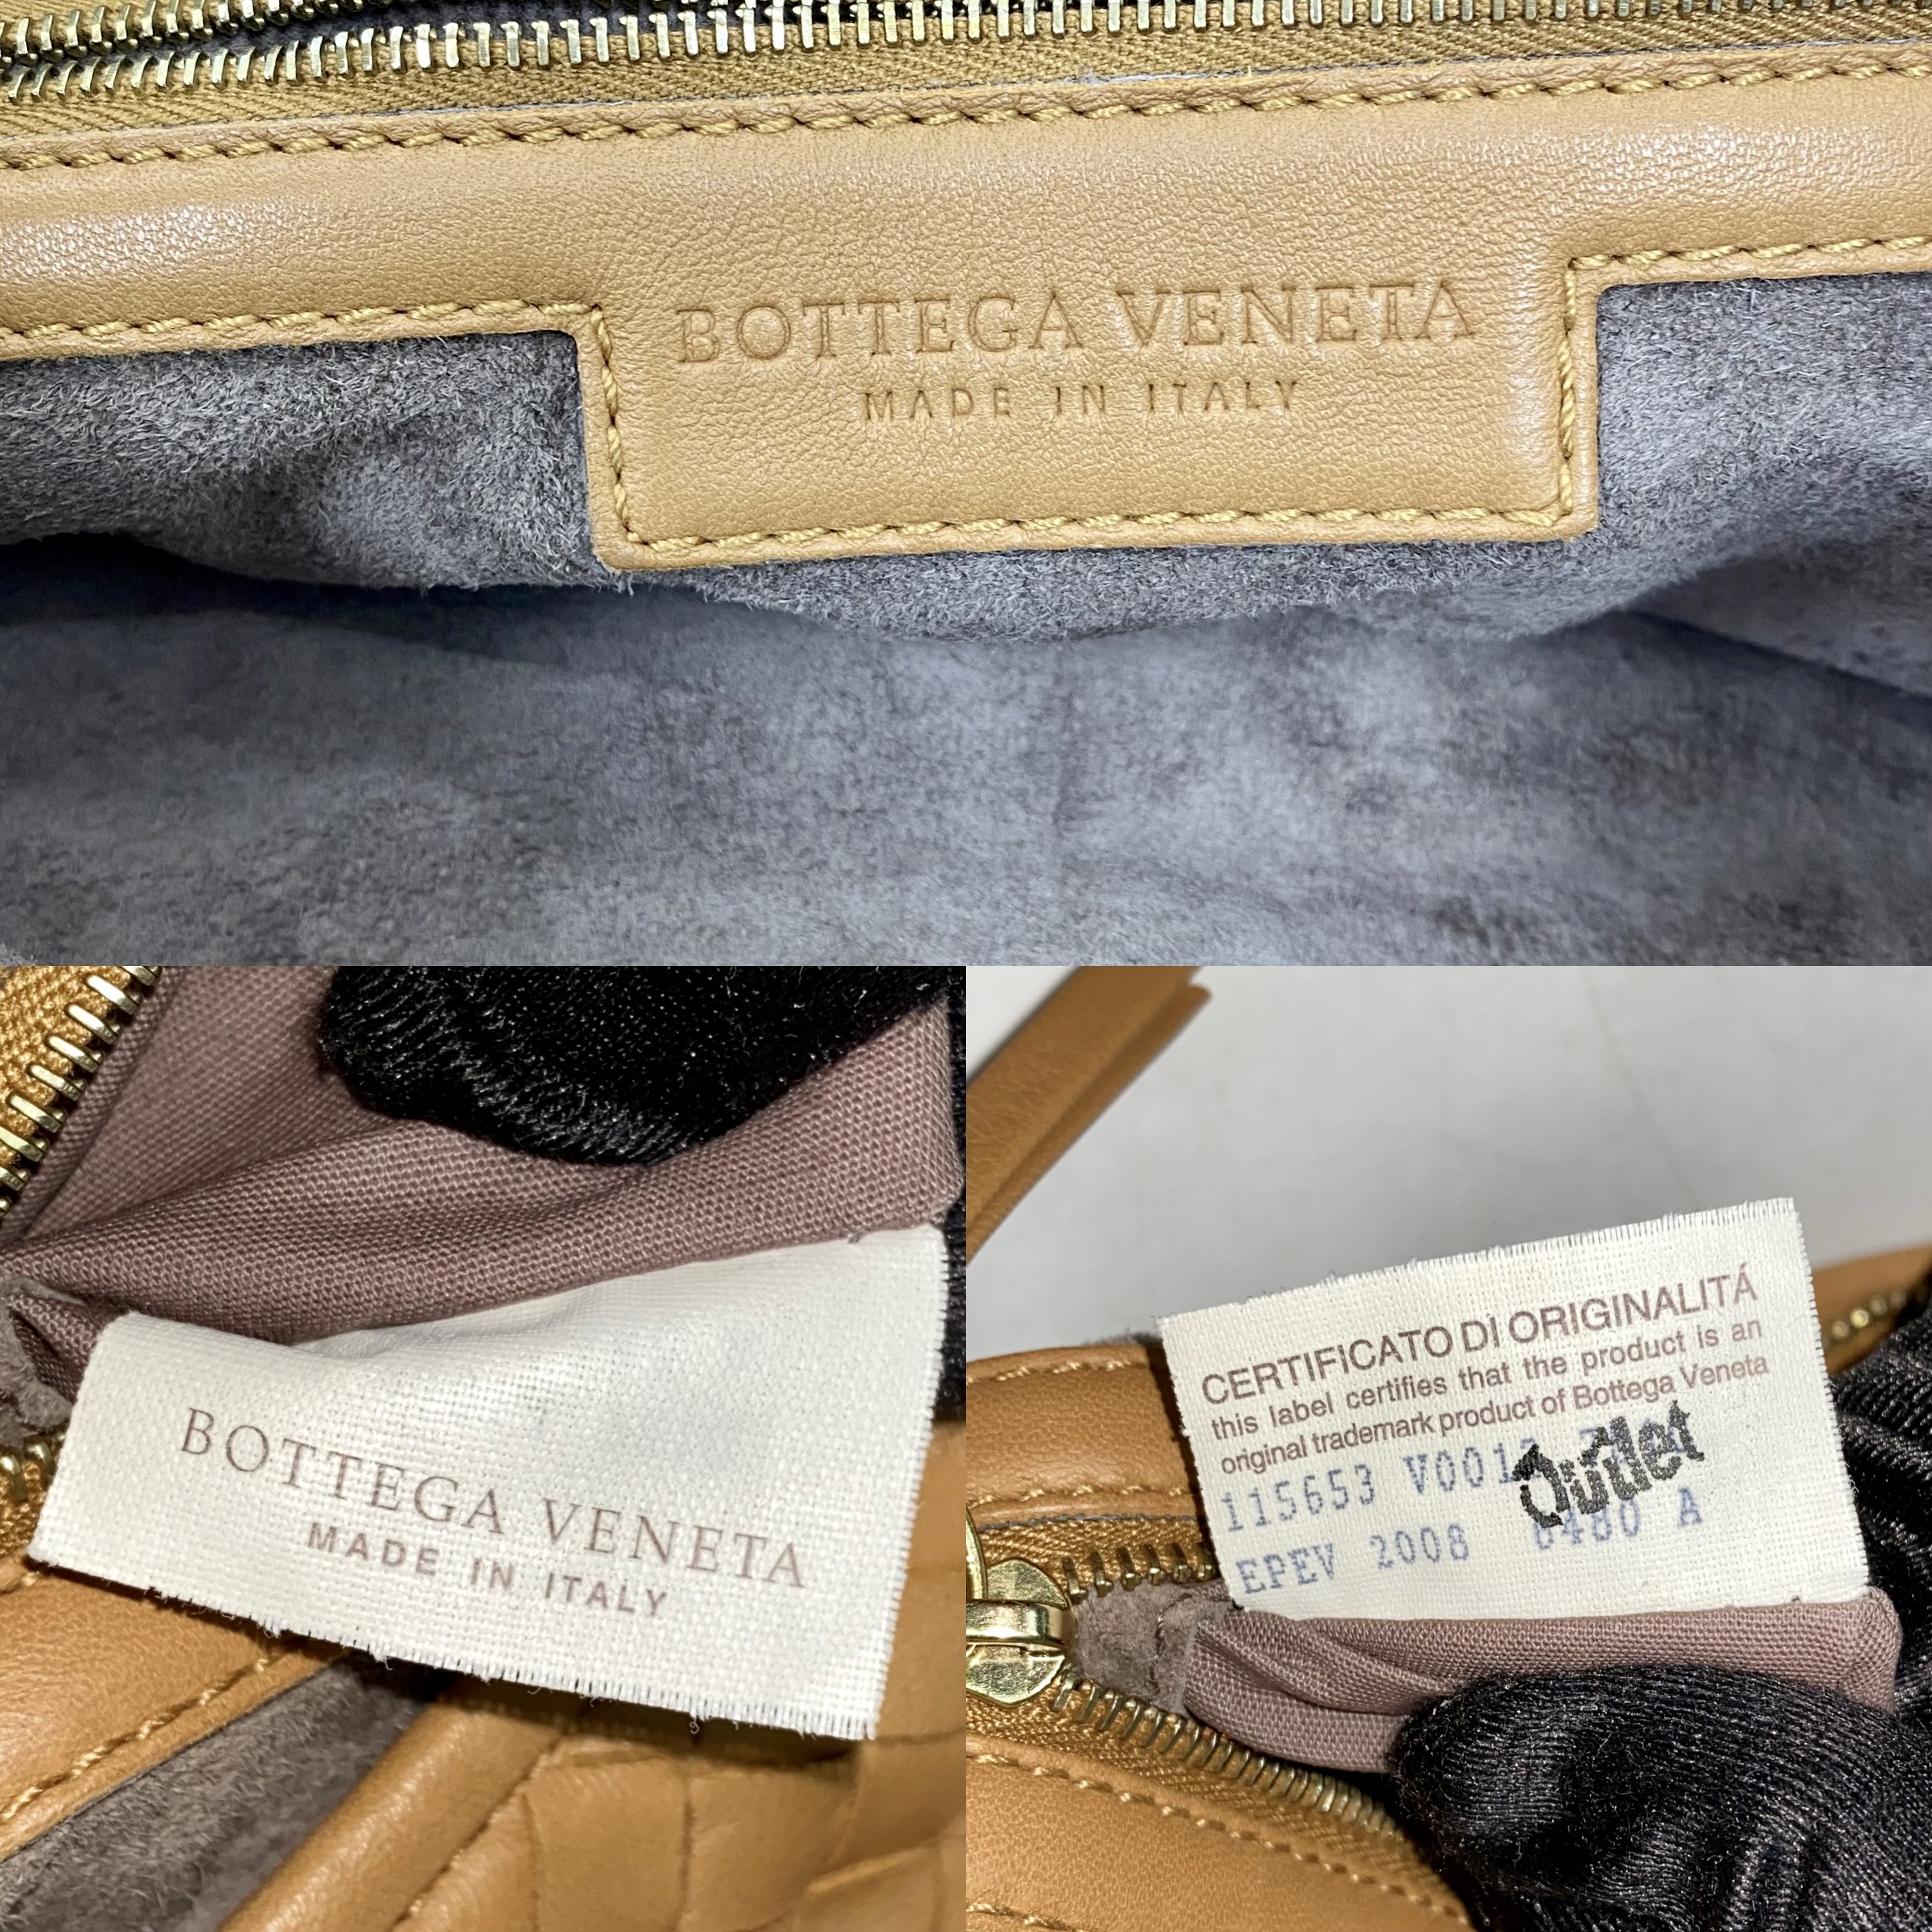 BOTTEGA VENETA
MADE IN ITALY
BOTTEGA VENETA
MADE IN ITALY
CERTIFICATO DI ORIGINALITÁ
this label certifies that the product is an
original trademark product of Bottega Veneta
115653
Outlet
EPEV 2008 6480 A